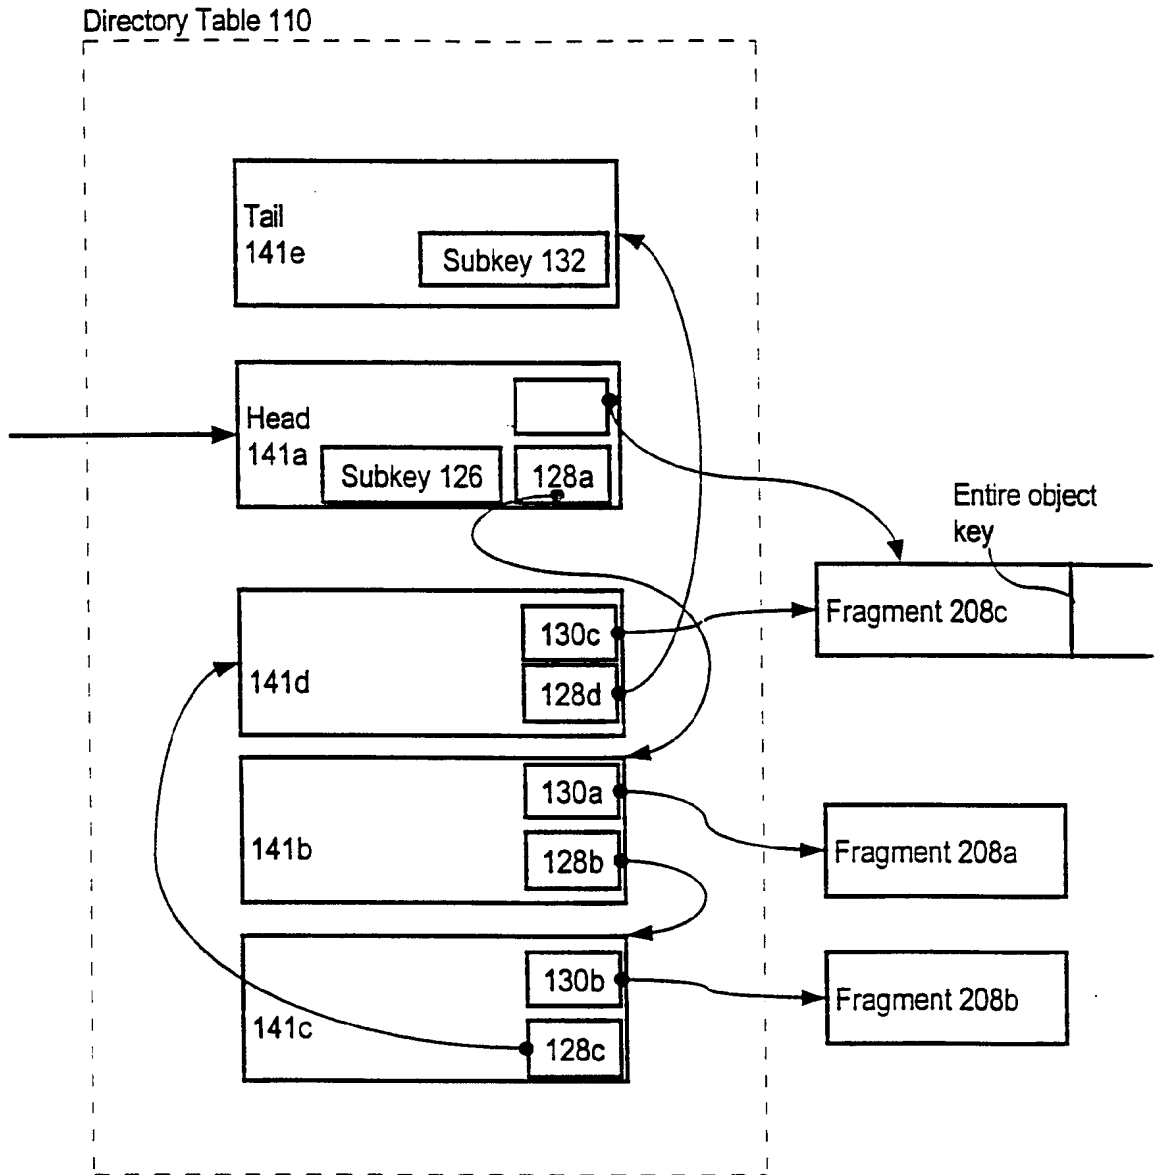 Directory Table 110
Tail
141e
Subkey 132
Head
141a
Subkey 126
128a
Entire object
key
130c
Fragment 208c
141d
128d
130a
141b
128b
Fragment 208a
130b
Fragment 208b
141c
128c